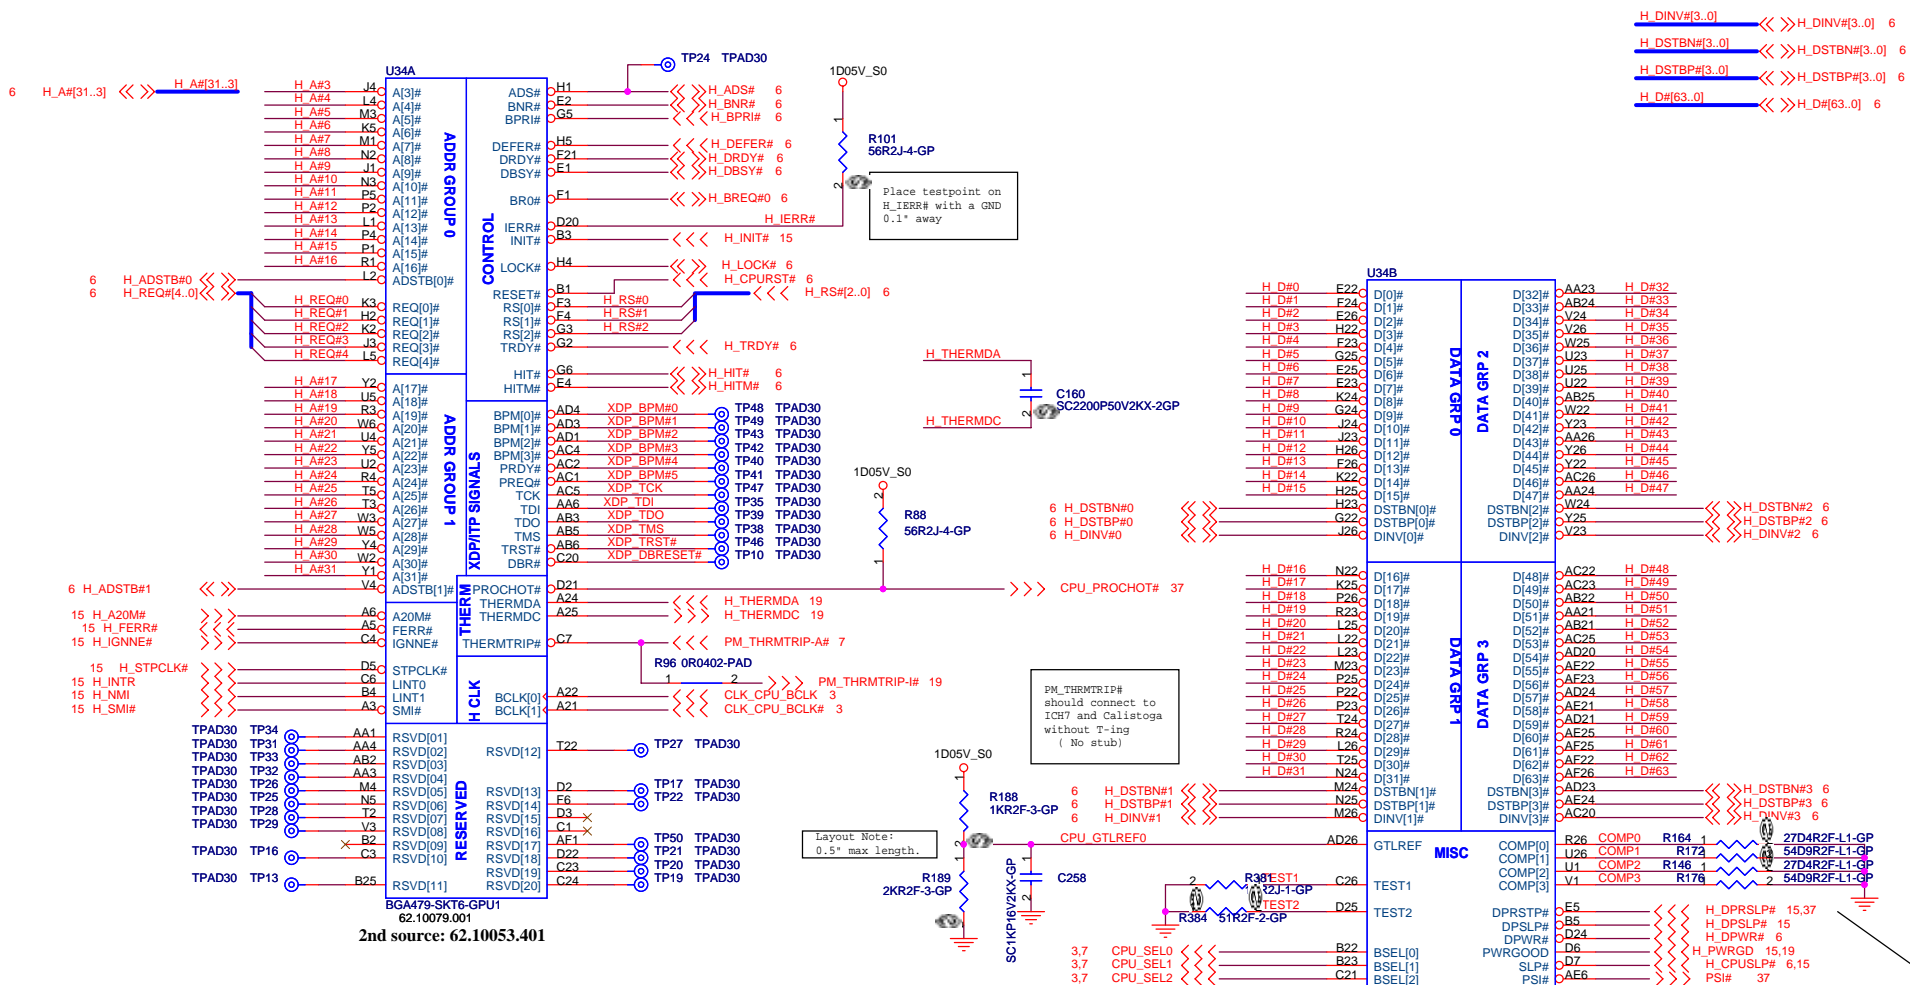 H_DINV#[3..0] H_DINV#[3..0] 6
H_DSTBN#[3..0] H_DSTBN#[3..0] 6
H_DSTBP#[3..0] H_DSTBP#[3..0] 6
H_D#[63..0] H_D#[63..0] 6
6 H_A#[31..3] H_A#[31..3]
U34A
TP24 TPAD30
H_A#3 J4 A[3]# ADS# H1 H_ADS# 6
H_A#4 L4 A[4]# BNR# E2 H_BNR# 6
H_A#5 M3 A[5]# BPRI# G5 H_BPRI# 6
H_A#6 K5 A[6]#
H_A#7 M1 A[7]# DEFER# H5 H_DEFER# 6
H_A#8 N2 A[8]# DRDY# F21 H_DRDY# 6
H_A#9 J1 A[9]# DBSY# E1 H_DBSY# 6
H_A#10 N3 A[10]#
H_A#11 P5 A[11]# BR0# F1 H_BREQ#0 6
H_A#12 P2 A[12]#
H_A#13 L1 A[13]# IERR# D20 H_IERR#
H_A#14 P4 A[14]# INIT# B3 H_INIT# 15
H_A#15 P1 A[15]#
H_A#16 R1 A[16]# LOCK# H4 H_LOCK# 6
6 H_ADSTB#0 L2 ADSTB[0]#
H_CPURST# 6
6 H_REQ#[4..0]
RESET# B1
H_RS#[2..0] 6
H_REQ#0 K3 REQ[0]# RS[0]# F3 H_RS#0
H_REQ#1 H2 REQ[1]# RS[1]# F4 H_RS#1
H_REQ#2 K2 REQ[2]# RS[2]# G3 H_RS#2
H_REQ#3 J3 REQ[3]# TRDY# G2 H_TRDY# 6
H_REQ#4 L5 REQ[4]#
HIT# G6 H_HIT# 6
HITM# E4 H_HITM# 6
ADDR GROUP 0
CONTROL
H_A#17 Y2 A[17]#
H_A#18 U5 A[18]#
H_A#19 R3 A[19]# BPM[0]# AD4 XDP_BPM#0 TP48 TPAD30
H_A#20 W6 A[20]# BPM[1]# AD3 XDP_BPM#1 TP49 TPAD30
H_A#21 U4 A[21]# BPM[2]# AD1 XDP_BPM#2 TP43 TPAD30
H_A#22 Y5 A[22]# BPM[3]# AC4 XDP_BPM#3 TP42 TPAD30
H_A#23 U2 A[23]# PRDY# AC2 XDP_BPM#4 TP40 TPAD30
H_A#24 R4 A[24]# PREQ# AC1 XDP_BPM#5 TP41 TPAD30
H_A#25 T5 A[25]# TCK AC5 XDP_TCK TP47 TPAD30
H_A#26 T3 A[26]# TDI AA6 XDP_TDI TP35 TPAD30
H_A#27 W3 A[27]# TDO AB3 XDP_TDO TP39 TPAD30
H_A#28 W5 A[28]# TMS AB5 XDP_TMS TP38 TPAD30
H_A#29 Y4 A[29]# TRST# AB6 XDP_TRST# TP46 TPAD30
H_A#30 W2 A[30]# DBR# C20 XDP_DBRESET# TP10 TPAD30
H_A#31 Y1 A[31]#
6 H_ADSTB#1 V4 ADSTB[1]# PROCHOT# D21 CPU_PROCHOT# 37
ADDR GROUP 1
XDP/ITP SIGNALS
THERMDA A24 H_THERMDA 19
THERMDC A25 H_THERMDC 19
15 H_A20M# A6 A20M#
15 H_FERR# A5 FERR#
15 H_IGNNE# C4 IGNNE# THERMTRIP# C7 PM_THRMTRIP-A# 7
THERM
R96 0R0402-PAD
1 2 PM_THRMTRIP-I# 19
15 H_STPCLK# D5 STPCLK#
15 H_INTR C6 LINT0
15 H_NMI B4 LINT1 BCLK[0] A22 CLK_CPU_BCLK 3
15 H_SMI# A3 SMI# BCLK[1] A21 CLK_CPU_BCLK# 3
H CLK
TPAD30 TP34 AA1 RSVD[01]
TPAD30 TP31 AA4 RSVD[02] RSVD[12] T22 TP27 TPAD30
TPAD30 TP33 AB2 RSVD[03]
TPAD30 TP32 AA3 RSVD[04]
TPAD30 TP26 M4 RSVD[05] RSVD[13] D2 TP17 TPAD30
TPAD30 TP25 N5 RSVD[06] RSVD[14] F6 TP22 TPAD30
TPAD30 TP28 T2 RSVD[07] RSVD[15] D3
TPAD30 TP29 V3 RSVD[08] RSVD[16] C1
B2 RSVD[09] RSVD[17] AF1 TP50 TPAD30
TPAD30 TP16 C3 RSVD[10] RSVD[18] D22 TP21 TPAD30
RSVD[19] C23 TP20 TPAD30
TPAD30 TP13 B25 RSVD[11] RSVD[20] C24 TP19 TPAD30
RESERVED
BGA479-SKT6-GPU1
62.10079.001
2nd source: 62.10053.401
1D05V_S0
1
R101
56R2J-4-GP
2
Place testpoint on
H_IERR# with a GND
0.1" away
H_THERMDA
1
C160
SC2200P50V2KX-2GP
2
H_THERMDC
1D05V_S0
2
R88
56R2J-4-GP
1
PM_THRMTRIP#
should connect to
ICH7 and Calistoga
without T-ing
( No stub)
1D05V_S0
1
R188
1KR2F-3-GP
2
Layout Note:
0.5" max length.
CPU_GTLREF0
1
R189
2KR2F-3-GP
2
1
C258
SC1KP16V2KX-GP
2
U34B
H_D#0 E22 D[0]# D[32]# AA23 H_D#32
H_D#1 F24 D[1]# D[33]# AB24 H_D#33
H_D#2 E26 D[2]# D[34]# V24 H_D#34
H_D#3 H22 D[3]# D[35]# V26 H_D#35
H_D#4 F23 D[4]# D[36]# W25 H_D#36
H_D#5 G25 D[5]# D[37]# U23 H_D#37
H_D#6 E25 D[6]# D[38]# U25 H_D#38
H_D#7 E23 D[7]# D[39]# U22 H_D#39
H_D#8 K24 D[8]# D[40]# AB25 H_D#40
H_D#9 G24 D[9]# D[41]# W22 H_D#41
H_D#10 J24 D[10]# D[42]# Y23 H_D#42
H_D#11 J23 D[11]# D[43]# AA26 H_D#43
H_D#12 H26 D[12]# D[44]# Y26 H_D#44
H_D#13 F26 D[13]# D[45]# Y22 H_D#45
H_D#14 K22 D[14]# D[46]# AC26 H_D#46
H_D#15 H25 D[15]# D[47]# AA24 H_D#47
6 H_DSTBN#0 H23 DSTBN[0]# DSTBN[2]# W24 H_DSTBN#2 6
6 H_DSTBP#0 G22 DSTBP[0]# DSTBP[2]# Y25 H_DSTBP#2 6
6 H_DINV#0 J26 DINV[0]# DINV[2]# V23 H_DINV#2 6
DATA GRP 0
DATA GRP 2
H_D#16 N22 D[16]# D[48]# AC22 H_D#48
H_D#17 K25 D[17]# D[49]# AC23 H_D#49
H_D#18 P26 D[18]# D[50]# AB22 H_D#50
H_D#19 R23 D[19]# D[51]# AA21 H_D#51
H_D#20 L25 D[20]# D[52]# AB21 H_D#52
H_D#21 L22 D[21]# D[53]# AC25 H_D#53
H_D#22 L23 D[22]# D[54]# AD20 H_D#54
H_D#23 M23 D[23]# D[55]# AE22 H_D#55
H_D#24 P25 D[24]# D[56]# AF23 H_D#56
H_D#25 P22 D[25]# D[57]# AD24 H_D#57
H_D#26 P23 D[26]# D[58]# AE21 H_D#58
H_D#27 T24 D[27]# D[59]# AD21 H_D#59
H_D#28 R24 D[28]# D[60]# AE25 H_D#60
H_D#29 L26 D[29]# D[61]# AF25 H_D#61
H_D#30 T25 D[30]# D[62]# AF22 H_D#62
H_D#31 N24 D[31]# D[63]# AF26 H_D#63
6 H_DSTBN#1 M24 DSTBN[1]# DSTBN[3]# AD23 H_DSTBN#3 6
6 H_DSTBP#1 N25 DSTBP[1]# DSTBP[3]# AE24 H_DSTBP#3 6
6 H_DINV#1 M26 DINV[1]# DINV[3]# AC20 H_DINV#3 6
DATA GRP 1
DATA GRP 3
AD26 GTLREF MISC COMP[0] R26 COMP0 R164 1 27D4R2F-L1-GP
COMP[1] U26 COMP1 R172 1 54D9R2F-L1-GP
COMP[2] U1 COMP2 R146 1 2 27D4R2F-L1-GP
COMP[3] V1 COMP3 R176 1 2 54D9R2F-L1-GP
2 R381 TEST1 C26 TEST1
R2J-1-GP
TEST2 D25 TEST2
R384 51R2F-2-GP
DPRSTP# E5 H_DPRSLP# 15,37
DPSLP# B5 H_DPSLP# 15
DPWR# D24 H_DPWR# 6
3,7 CPU_SEL0 B22 BSEL[0] PWRGOOD D6 H_PWRGD 15,19
3,7 CPU_SEL1 B23 BSEL[1] SLP# D7 H_CPUSLP# 6,15
3,7 CPU_SEL2 C21 BSEL[2] PSI# AE6 PSI# 37